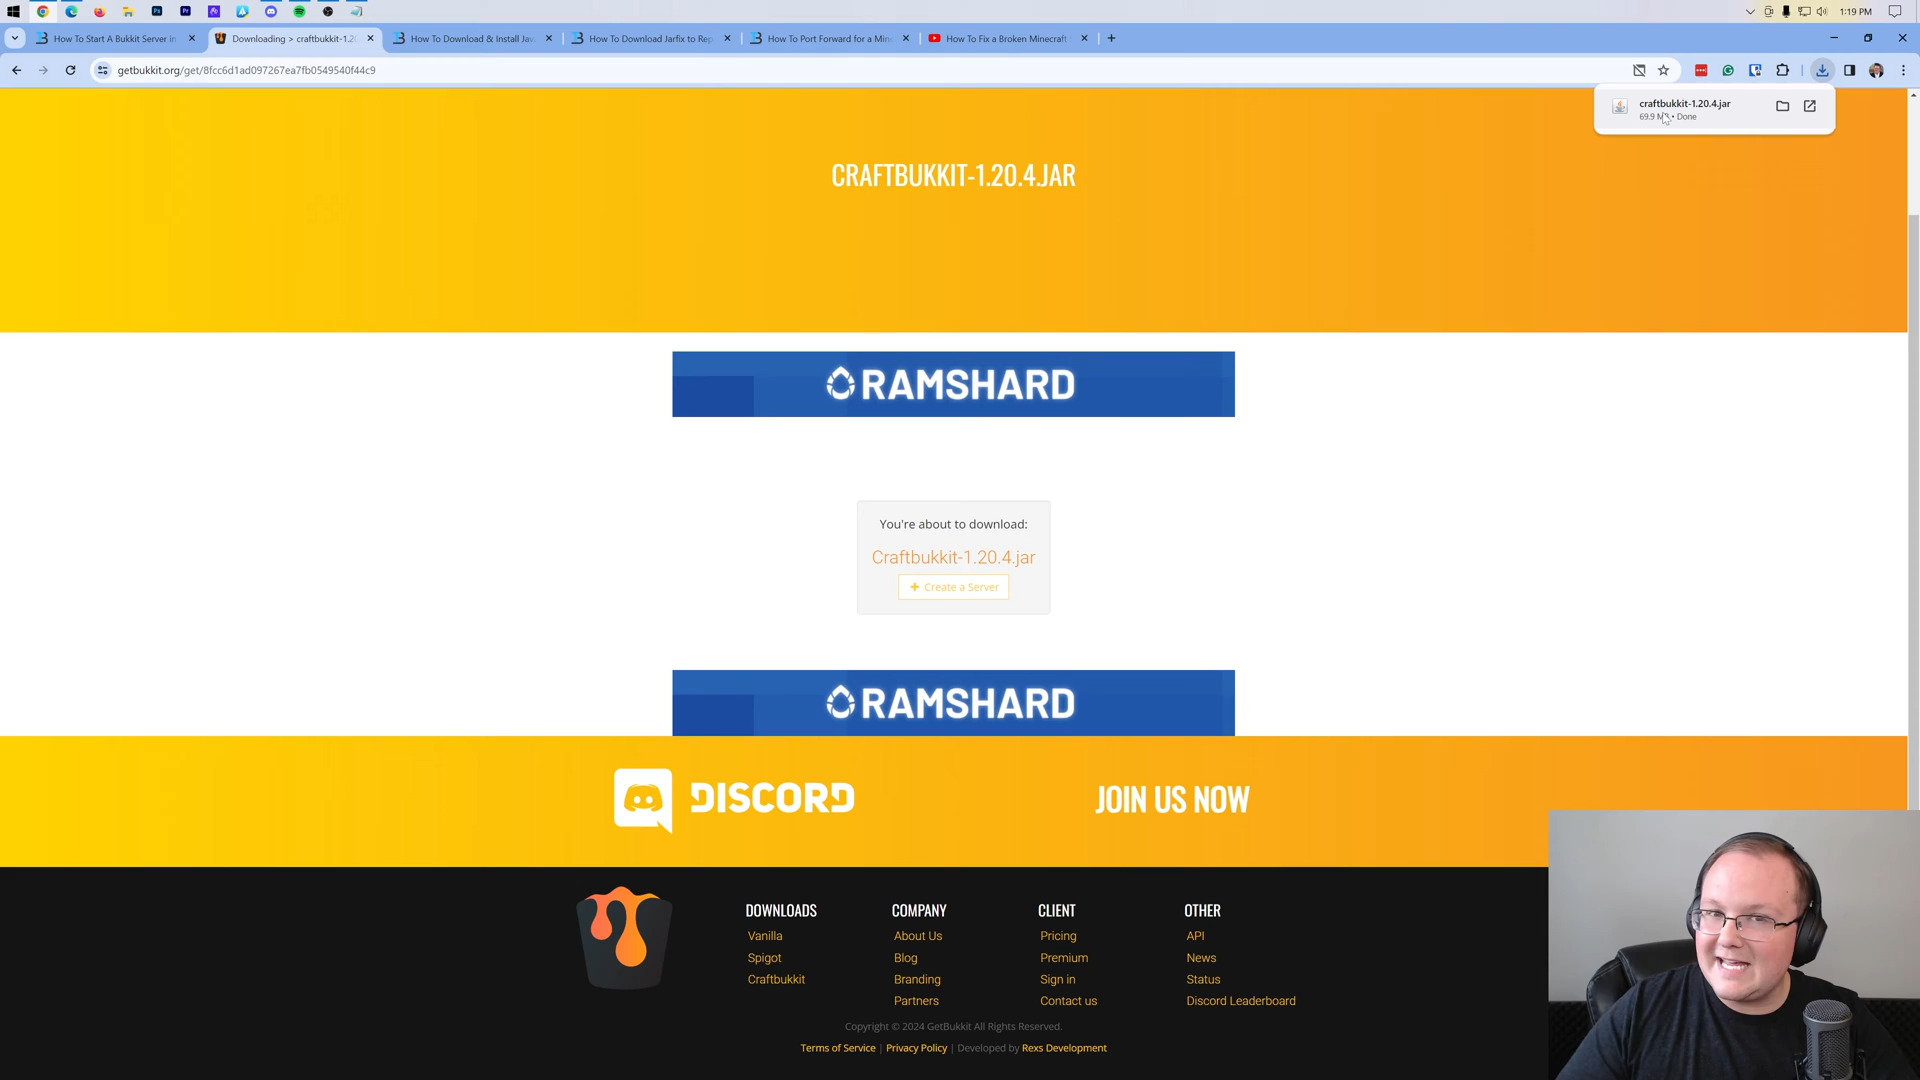 1:19 PM
How To Start A Bukkit Server in
Downloading > craftbukkit-1.20
How To Download & Install Jav
How To Download Jarfix to Rep
How To Port Forward for a Min
How To Fix a Broken Minecraft
getbukkit.org/get/8fcc6d1ad097267ea7fb0549540f44c9
craftbukkit-1.20.4.jar
69.9 MB • Done
CRAFTBUKKIT-1.20.4.JAR
RAMSHARD
You're about to download:
Craftbukkit-1.20.4.jar
+ Create a Server
RAMSHARD
DISCORD
JOIN US NOW
DOWNLOADS
Vanilla
Spigot
Craftbukkit
COMPANY
About Us
Blog
Branding
Partners
CLIENT
Pricing
Premium
Sign in
Contact us
OTHER
API
News
Status
Discord Leaderboard
Copyright © 2024 GetBukkit All Rights Reserved.
Terms of Service | Privacy Policy | Developed by Rexs Development